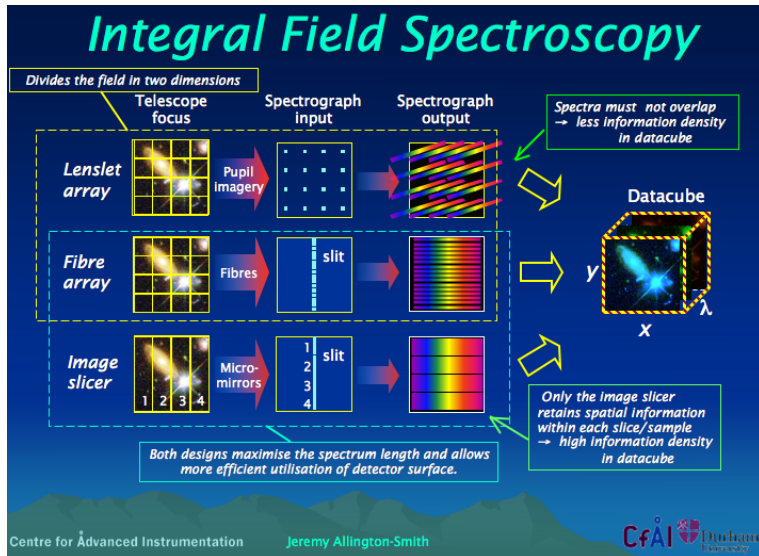 Integral Field Spectroscopy
Divides the field in two dimensions
Telescope
focus
Spectrograph
input
Spectrograph
output
Spectra must not overlap
→ less information density
in datacube
Lenslet
array
Pupil
imagery
Datacube
Fibre
array
Fibres
slit
y
λ
x
Image
slicer
1 2 3 4
Micro-
mirrors
1
2
3
4
slit
Only the image slicer
retains spatial information
within each slice/sample
→ high information density
in datacube
Both designs maximise the spectrum length and allows
more efficient utilisation of detector surface.
Centre for Ådvanced Instrumentation
Jeremy Allington-Smith
CfÅI
Durham
University